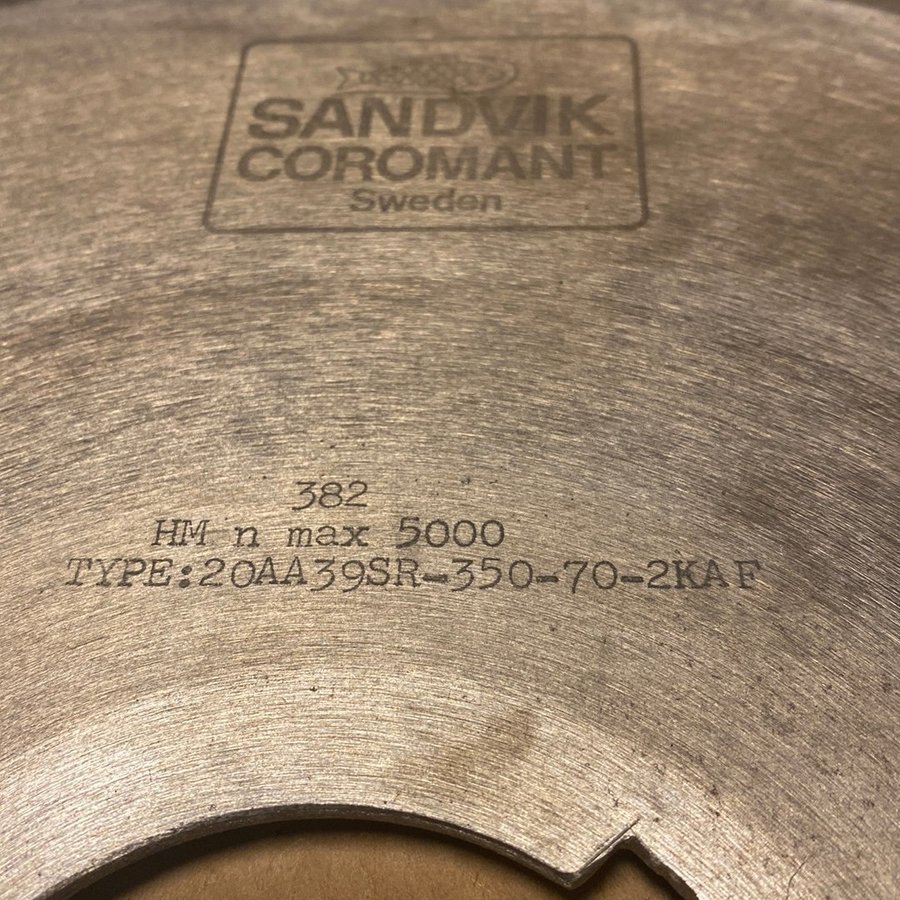 SANDVIK
COROMANT
Sweden
382
HM n max 5000
TYPE:20AA39SR-350-70-2KAF